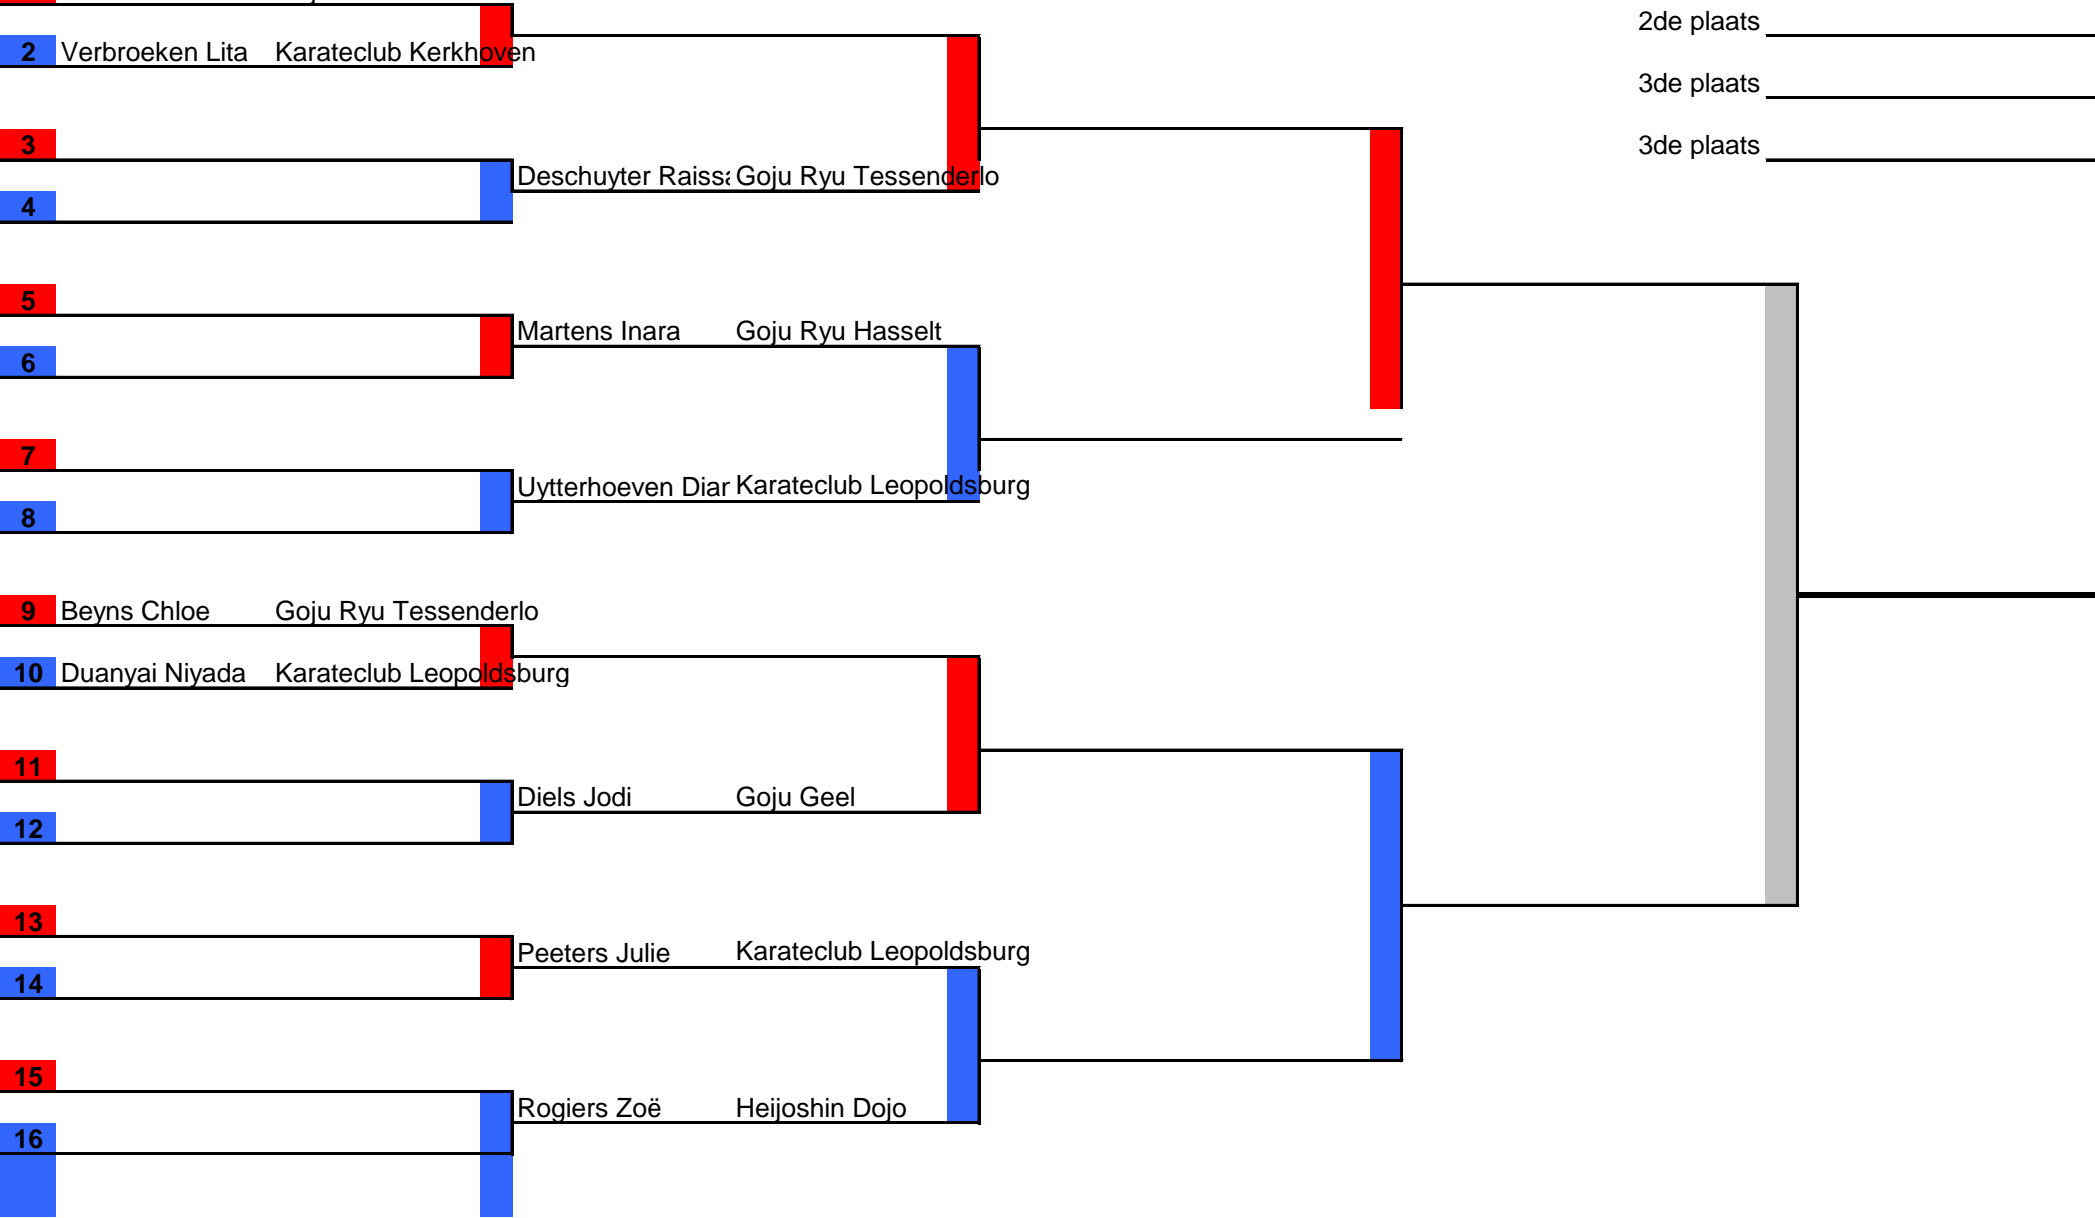 2de plaats
2 Verbroeken Lita Karateclub Kerkhoven
3de plaats
3
3de plaats
Deschuyter Raiss Goju Ryu Tessenderlo
4
5
Martens Inara Goju Ryu Hasselt
6
7
Uytterhoeven Diar Karateclub Leopoldsburg
8
9 Beyns Chloe Goju Ryu Tessenderlo
10 Duanyai Niyada Karateclub Leopoldsburg
11
Diels Jodi Goju Geel
12
13
Peeters Julie Karateclub Leopoldsburg
14
15
Rogiers Zoë Heijoshin Dojo
16